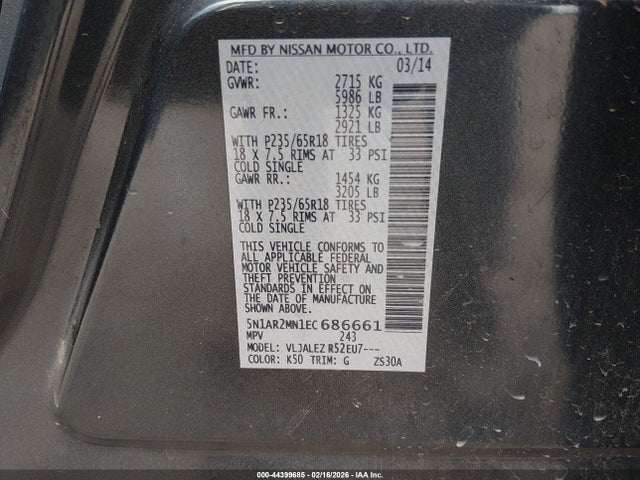 MFD BY NISSAN MOTOR CO., LTD.
DATE: 03/14
GVWR: 2715 KG
5986 LB
GAWR FR.: 1325 KG
2921 LB
WITH P235/65R18 TIRES
18 X 7.5 RIMS AT 33 PSI
COLD SINGLE
GAWR RR.: 1454 KG
3205 LB
WITH P235/65R18 TIRES
18 X 7.5 RIMS AT 33 PSI
COLD SINGLE
THIS VEHICLE CONFORMS TO
ALL APPLICABLE FEDERAL
MOTOR VEHICLE SAFETY AND
THEFT PREVENTION
STANDARDS IN EFFECT ON
THE DATE OF MANUFACTURE
SHOWN ABOVE.
5N1AR2MN1EC686661
MPV 243
MODEL: VLJALEZ R52EU7---
COLOR: K50 TRIM: G ZS30A
000-44399685 / 02/16/2026 - IAA Inc.